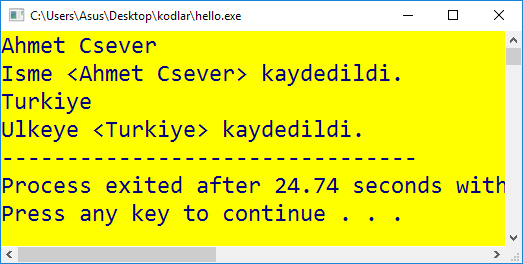 C:\Users\Asus\Desktop\kodlar\hello.exe
Ahmet Csever
Isme <Ahmet Csever> kaydedildi.
Turkiye
Ulkeye <Turkiye> kaydedildi.
--------------------------------
Process exited after 24.74 seconds with
Press any key to continue . . .